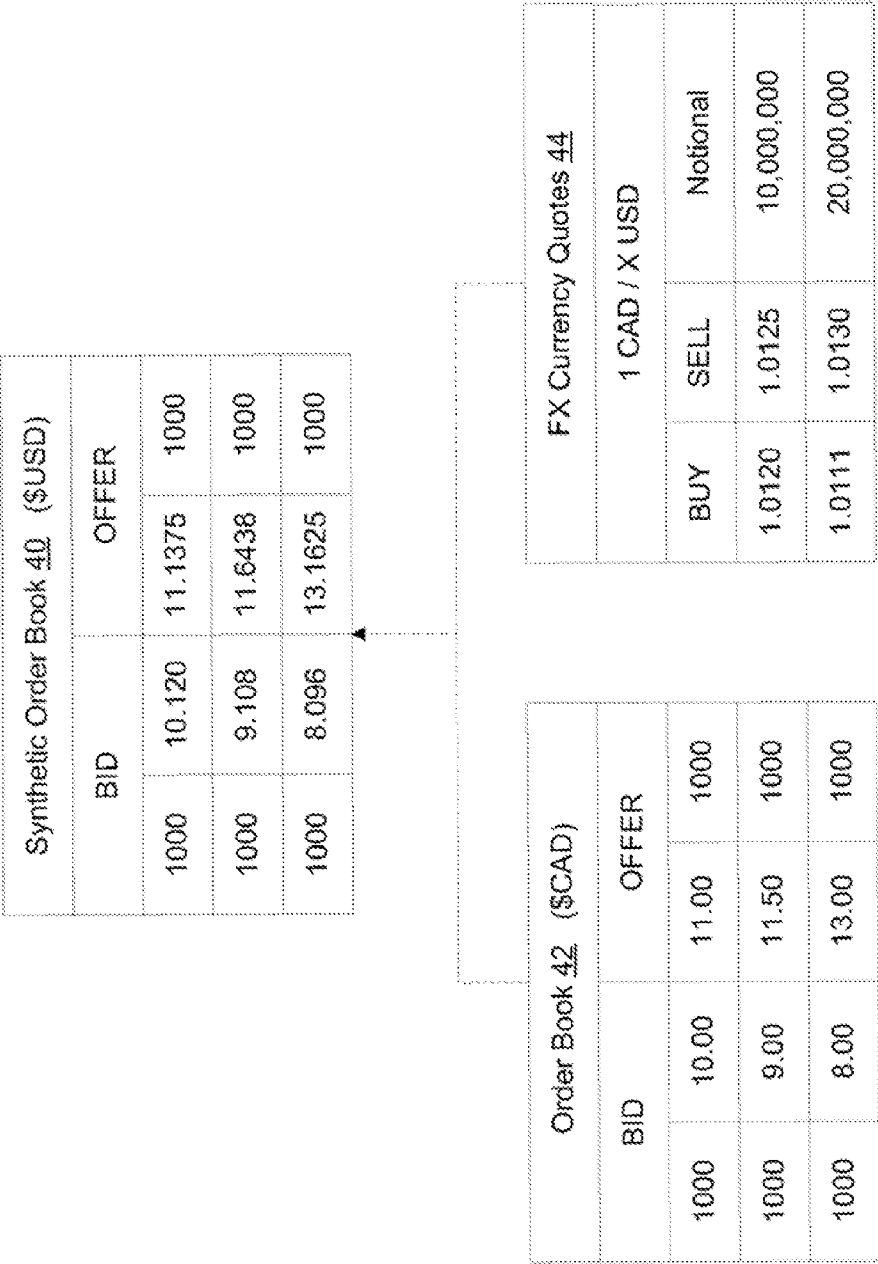 Synthetic Order Book 40 ($USD)
BID OFFER
1000 10.120 11.1375 1000
1000 9.108 11.6438 1000
1000 8.096 13.1625 1000
Order Book 42 ($CAD)
BID OFFER
1000 10.00 11.00 1000
1000 9.00 11.50 1000
1000 8.00 13.00 1000
FX Currency Quotes 44
1 CAD / X USD
BUY SELL Notional
1.0120 1.0125 10,000,000
1.0111 1.0130 20,000,000